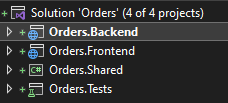 Solution 'Orders' (4 of 4 projects)
Orders.Backend
Orders.Frontend
C# Orders.Shared
Orders.Tests